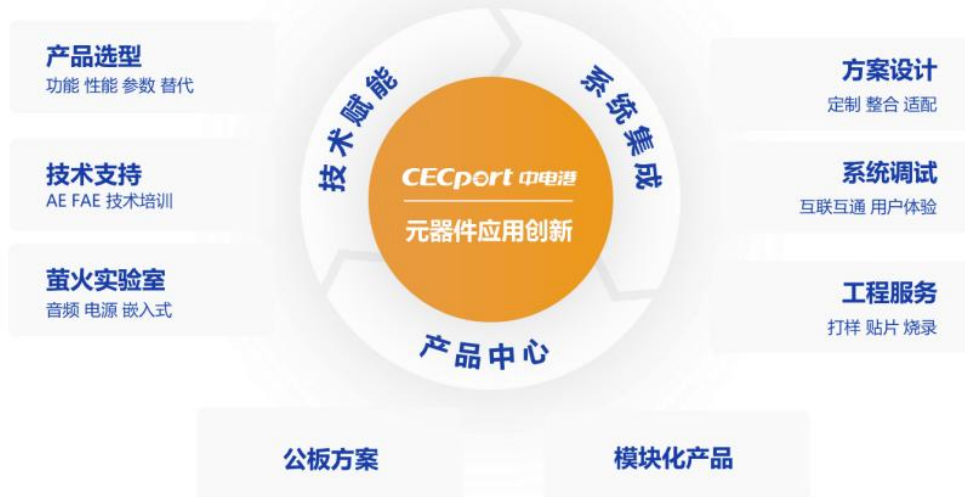 产品选型
功能 性能 参数 替代
技术支持
AE FAE 技术培训
萤火实验室
音频 电源 嵌入式
技术赋能
系统集成
产品中心
CECport 中电港
元器件应用创新
方案设计
定制 整合 适配
系统调试
互联互通 用户体验
工程服务
打样 贴片 烧录
公板方案
模块化产品